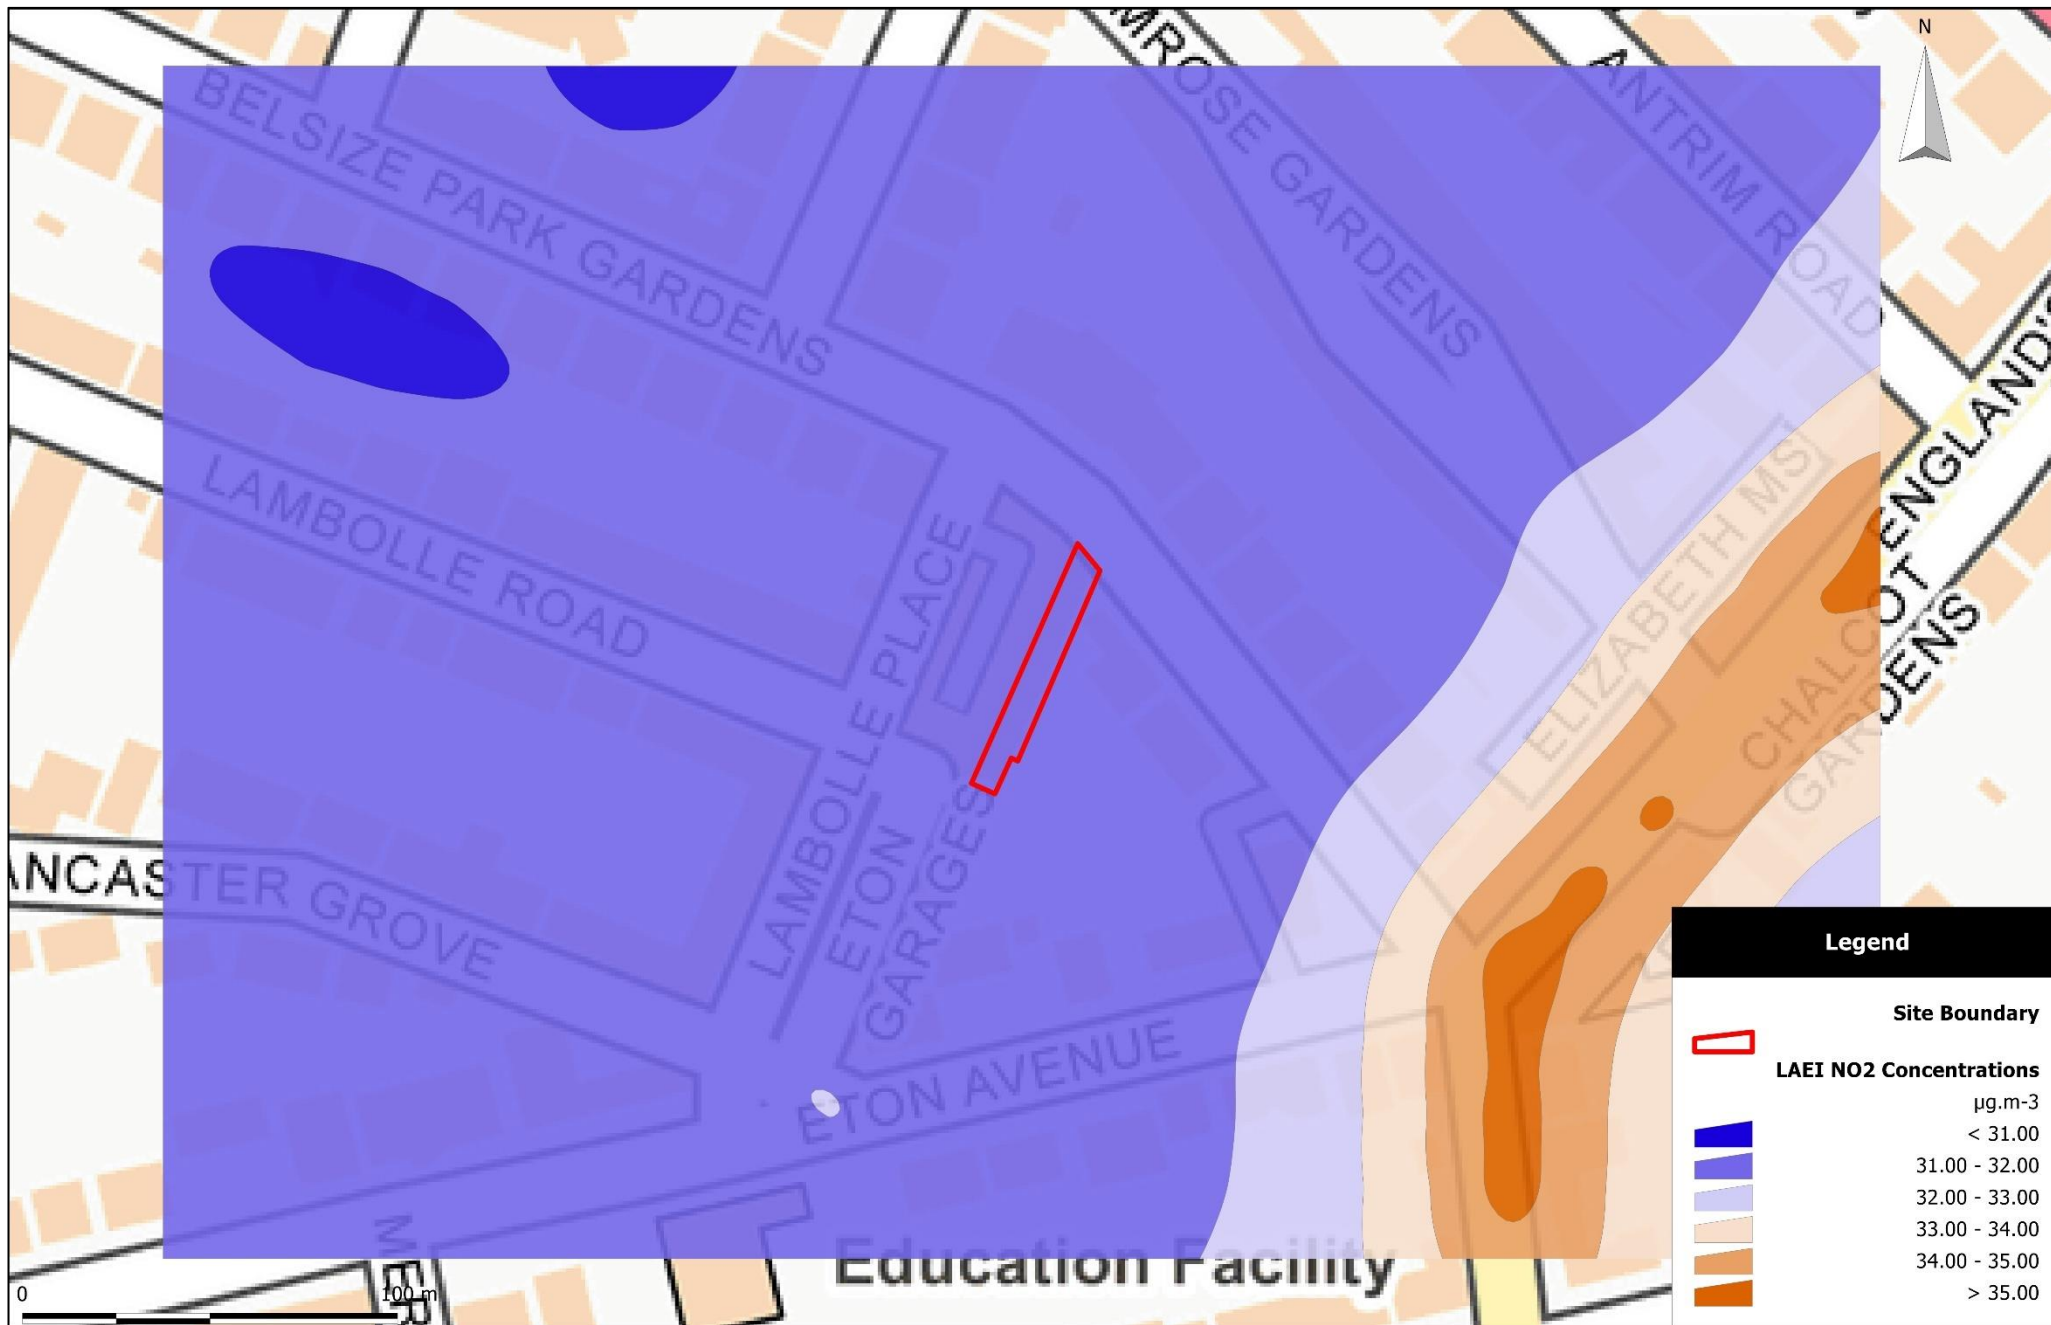 N
MROSE GARDENS
ANTRIM ROAD
BELSIZE PARK GARDENS
ENGLAND'S
LAMBOLLE ROAD
LAMBOLLE PLACE
ELIZABETH MS
CHALCOT
GARDENS
ETON
GARAGES
ANCASTER GROVE
ETON AVENUE
MER
Education Facility
0
100 m
Legend
Site Boundary
LAEI NO2 Concentrations
µg.m-3
< 31.00
31.00 - 32.00
32.00 - 33.00
33.00 - 34.00
34.00 - 35.00
> 35.00